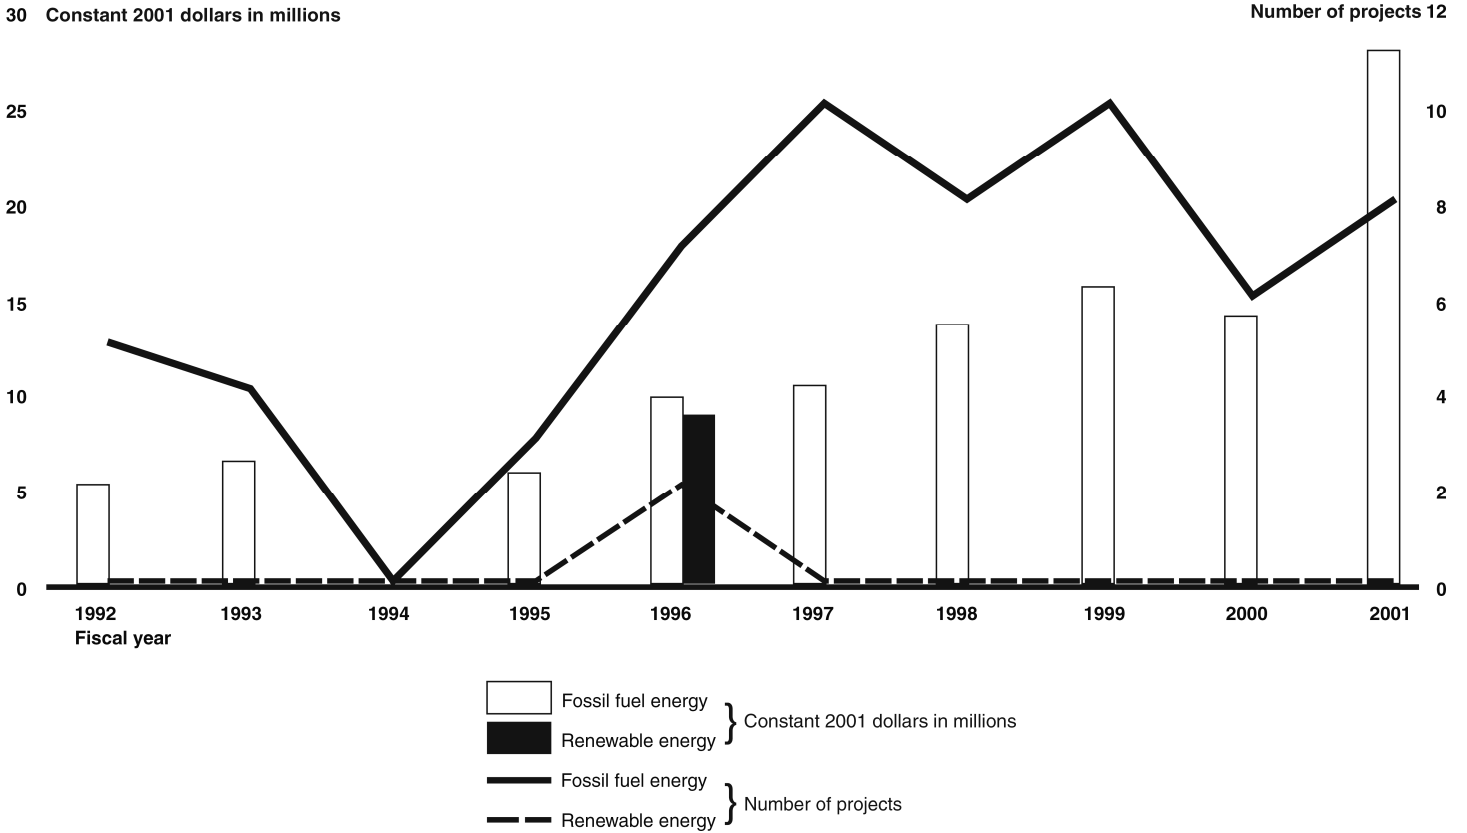 30 Constant 2001 dollars in millions
Number of projects 12
25
10
20
8
15
6
10
4
5
2
0
0
1992 1993 1994 1995 1996 1997 1998 1999 2000 2001
Fiscal year
Fossil fuel energy
Renewable energy
} Constant 2001 dollars in millions
Fossil fuel energy
Renewable energy
} Number of projects